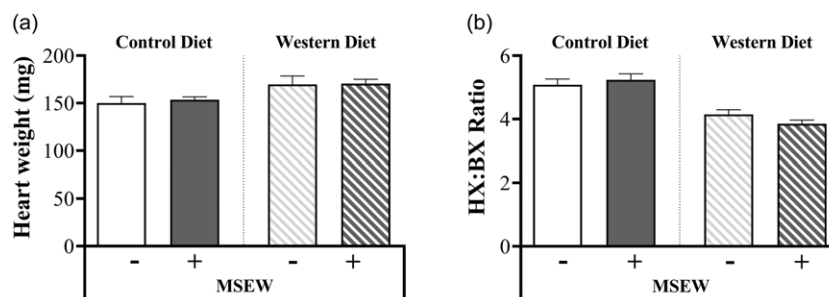 (a)
Control Diet Western Diet
Heart weight (mg)
200
150
100
50
0
- + - +
MSEW
(b)
Control Diet Western Diet
HX:BX Ratio
6
4
2
0
- + - +
MSEW